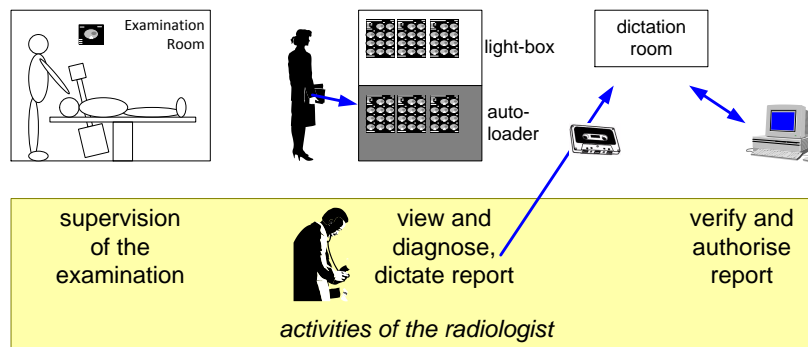 Examination
Room
light-box
auto-
loader
dictation
room
supervision
of the
examination
view and
diagnose,
dictate report
verify and
authorise
report
activities of the radiologist